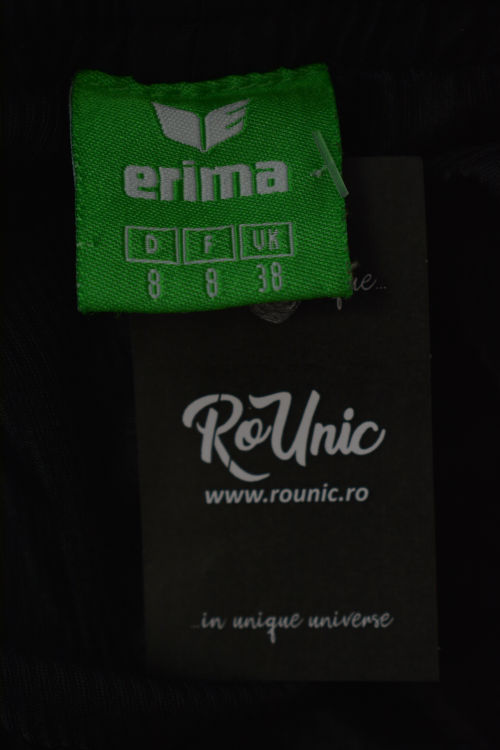 erima
D F UK
8 8 38
RoUnic
www.rounic.ro
...in unique universe